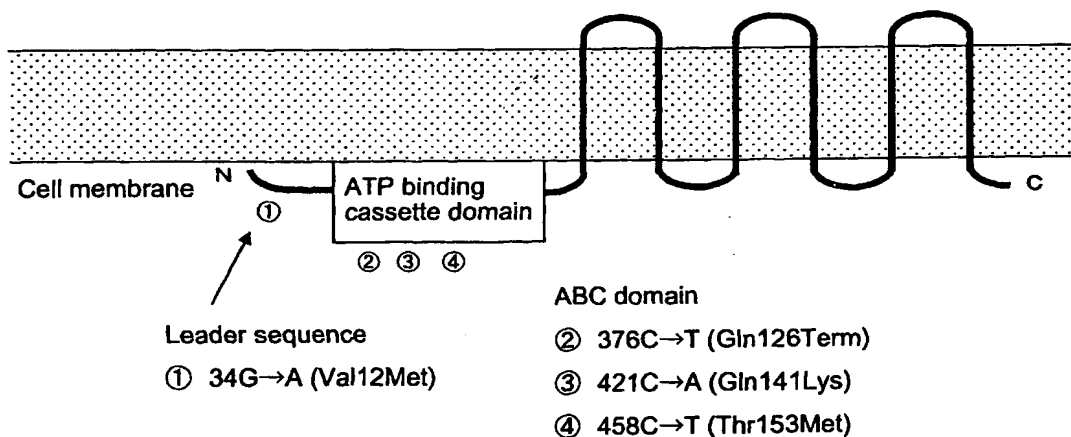 Cell membrane
N
ATP binding
cassette domain
C
①
② ③ ④
Leader sequence
① 34G→A (Val12Met)
ABC domain
② 376C→T (Gln126Term)
③ 421C→A (Gln141Lys)
④ 458C→T (Thr153Met)